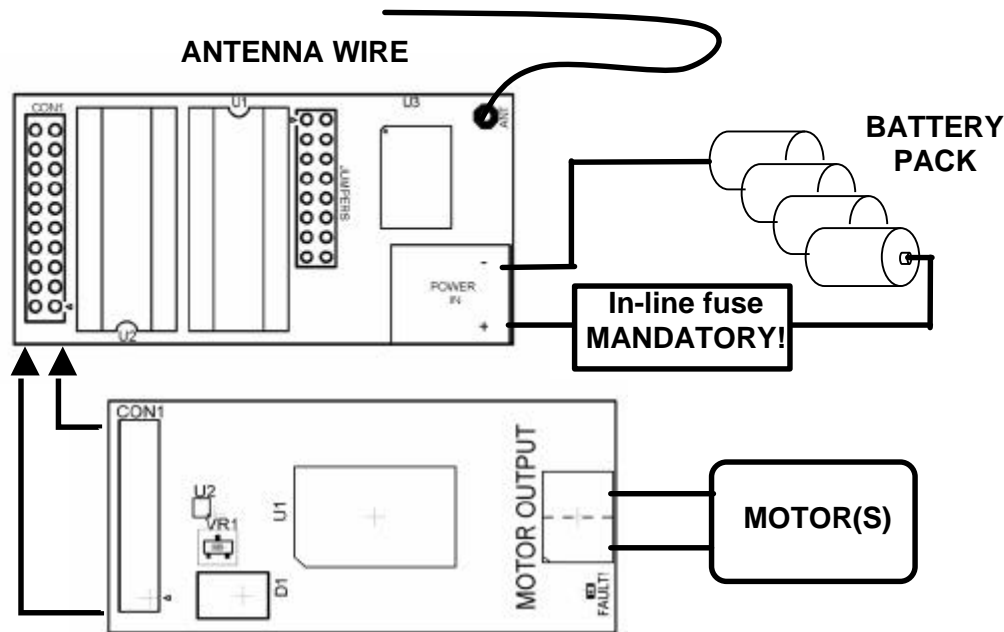 ANTENNA WIRE
CON1
U1
U3
ANT
JUMPERS
U2
POWER
IN
-
+
BATTERY
PACK
In-line fuse
MANDATORY!
CON1
U2
VR1
D1
U1
MOTOR OUTPUT
FAULT!
MOTOR(S)